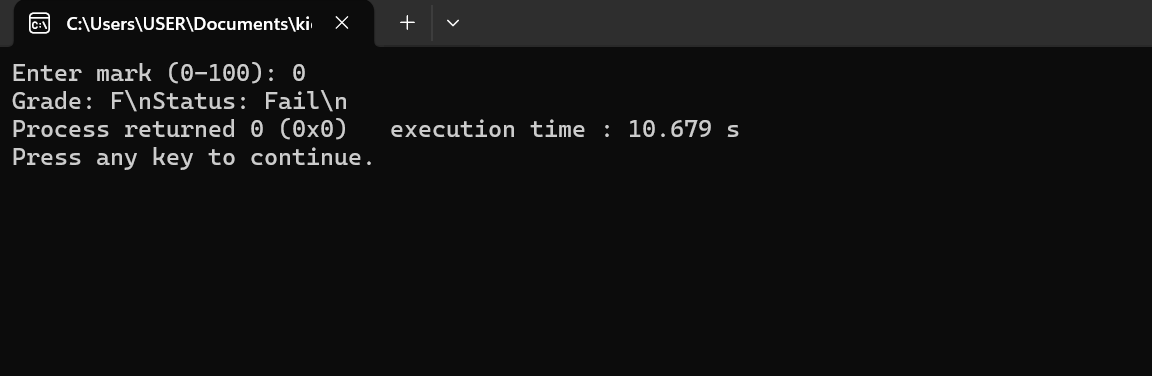 C:\Users\USER\Documents\ki
Enter mark (0-100): 0
Grade: F\nStatus: Fail\n
Process returned 0 (0x0)   execution time : 10.679 s
Press any key to continue.